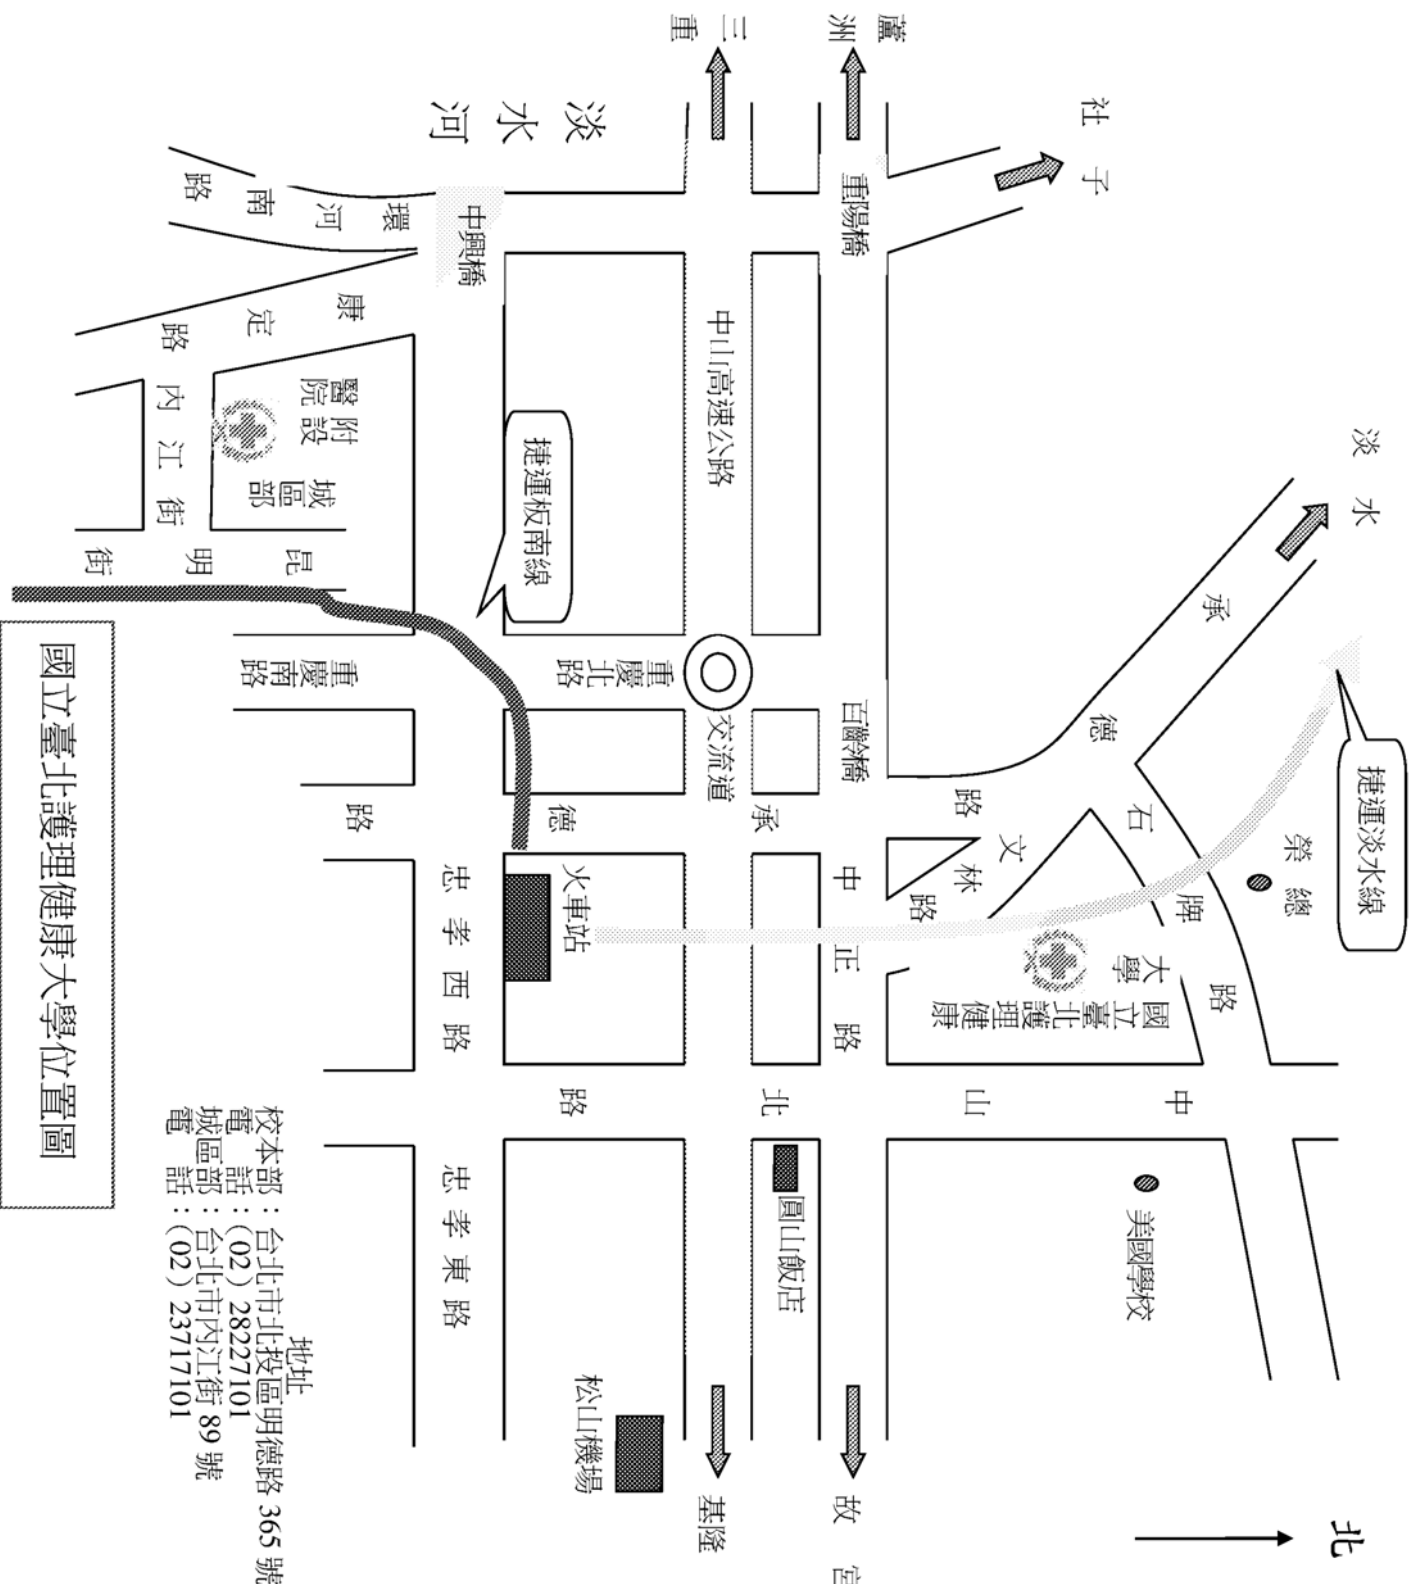 北
淡水
社子
蘆洲
三重
淡水河
捷運淡水線
榮總
承德路
石牌路
文林路
大學
國立臺北護理健康
美國學校
重陽橋
百齡橋
中正路
故宮
中山高速公路
交流道
基隆
圓山飯店
中山北路
承德路
重慶北路
重慶南路
捷運板南線
火車站
松山機場
中興橋
忠孝西路
忠孝東路
環河南路
康定路
內江街
昆明街
附設
醫院
城區部
地址
校本部：台北市北投區明德路 365 號
電 話：(02) 28227101
城區部：台北市內江街 89 號
電 話：(02) 23717101
國立臺北護理健康大學位置圖